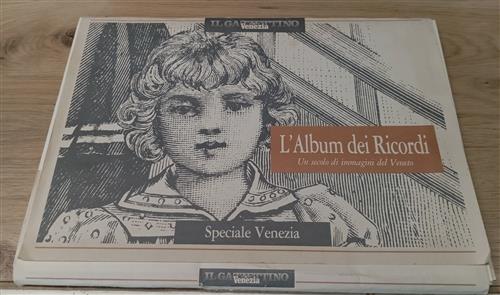 IL GAZZETTINO
Venezia
L'Album dei Ricordi
Un secolo di immagini del Veneto
Speciale Venezia
IL GAZZETTINO
Venezia